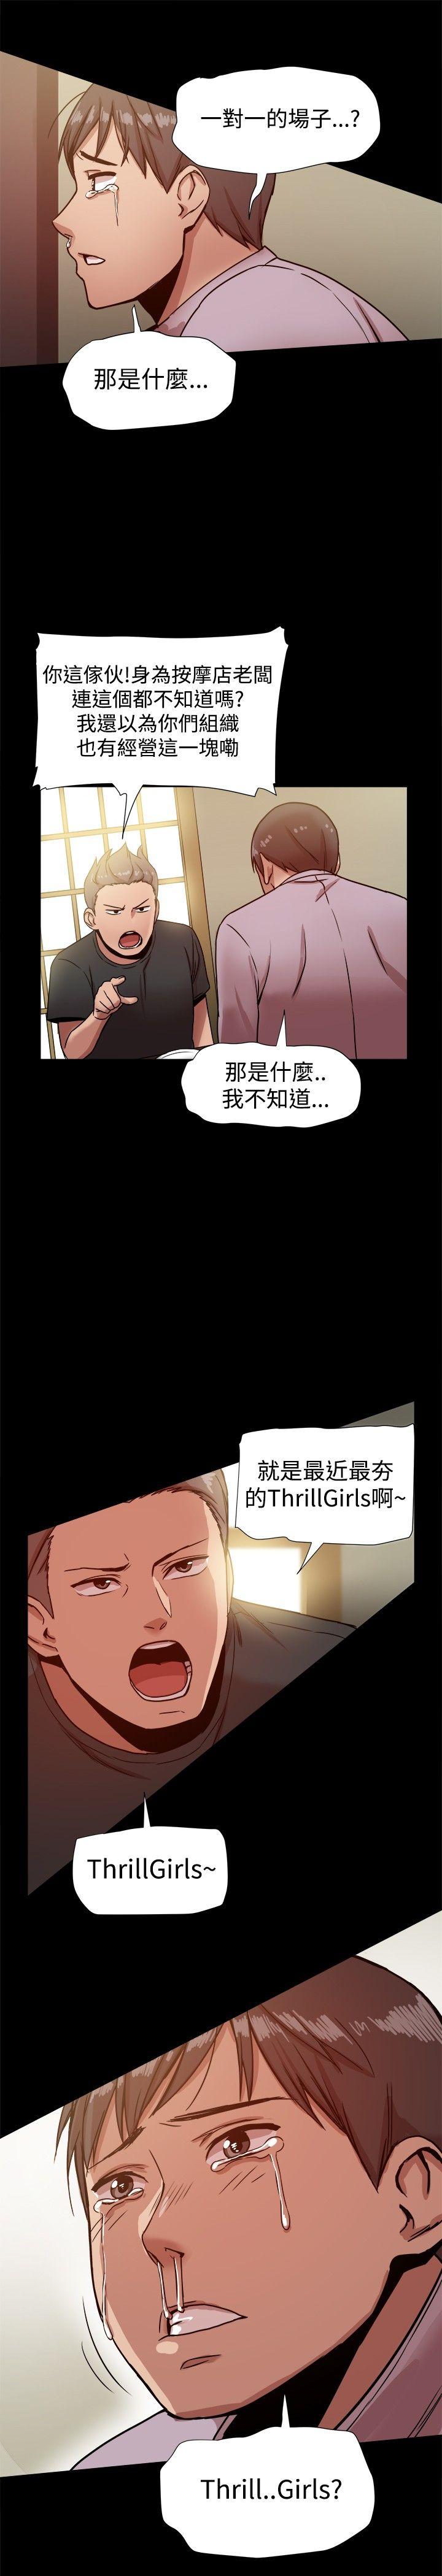 一對一的場子...?
那是什麼...
你這傢伙!身為按摩店老闆
連這個都不知道嗎?
我還以為你們組織
也有經營這一塊嘞
那是什麼..
我不知道...
就是最近最夯
的ThrillGirls啊~
ThrillGirls~
Thrill..Girls?